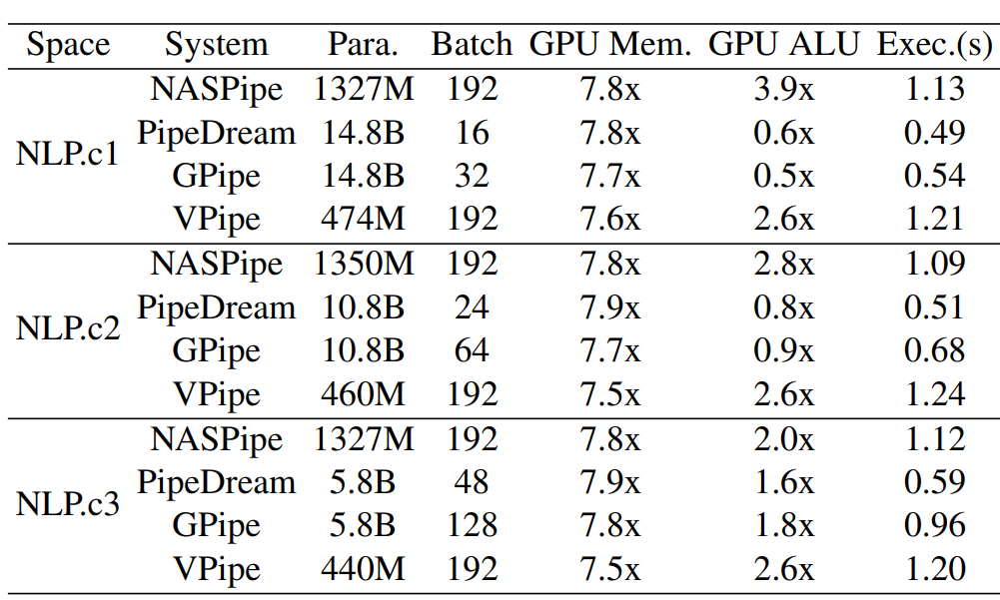 Space System Para. Batch GPU Mem. GPU ALU Exec.(s)
NASPipe 1327M 192 7.8x 3.9x 1.13
PipeDream 14.8B 16 7.8x 0.6x 0.49
NLP.c1
GPipe 14.8B 32 7.7x 0.5x 0.54
VPipe 474M 192 7.6x 2.6x 1.21
NASPipe 1350M 192 7.8x 2.8x 1.09
PipeDream 10.8B 24 7.9x 0.8x 0.51
NLP.c2
GPipe 10.8B 64 7.7x 0.9x 0.68
VPipe 460M 192 7.5x 2.6x 1.24
NASPipe 1327M 192 7.8x 2.0x 1.12
PipeDream 5.8B 48 7.9x 1.6x 0.59
NLP.c3
GPipe 5.8B 128 7.8x 1.8x 0.96
VPipe 440M 192 7.5x 2.6x 1.20